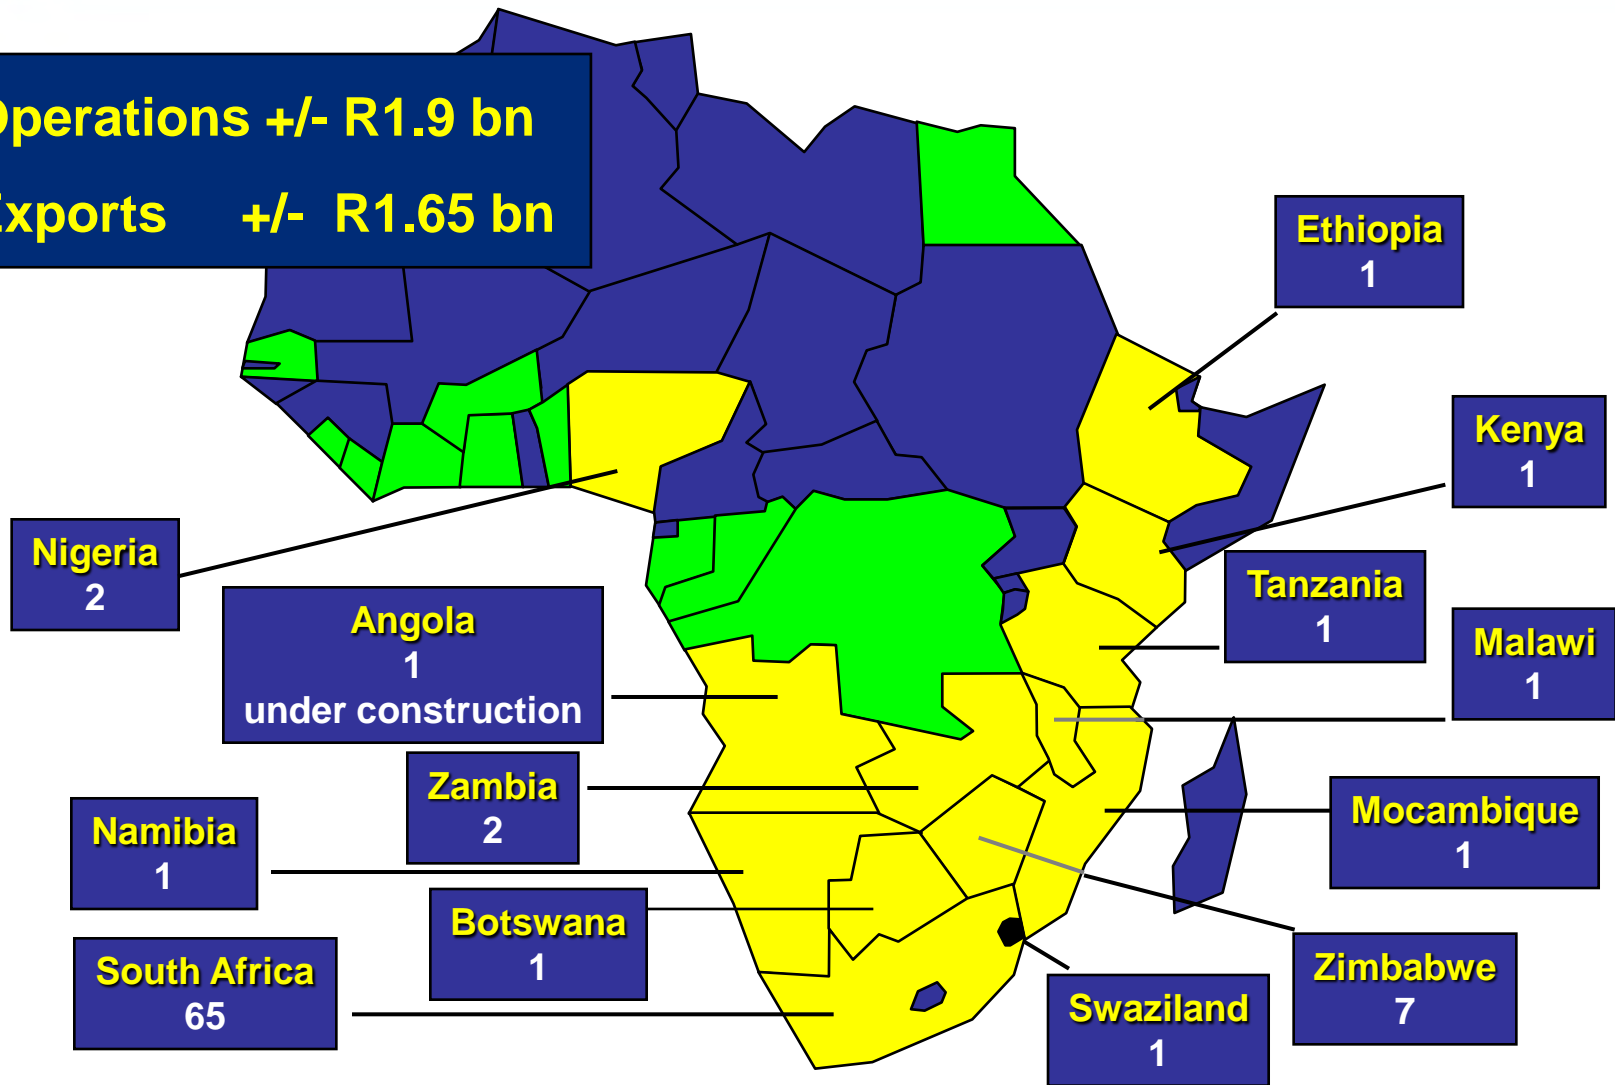 perations +/- R1.9 bn
xports +/- R1.65 bn
Ethiopia
1
Kenya
1
Nigeria
2
Tanzania
1
Angola
1
under construction
Malawi
1
Zambia
2
Mocambique
1
Namibia
1
Botswana
1
South Africa
65
Zimbabwe
7
Swaziland
1